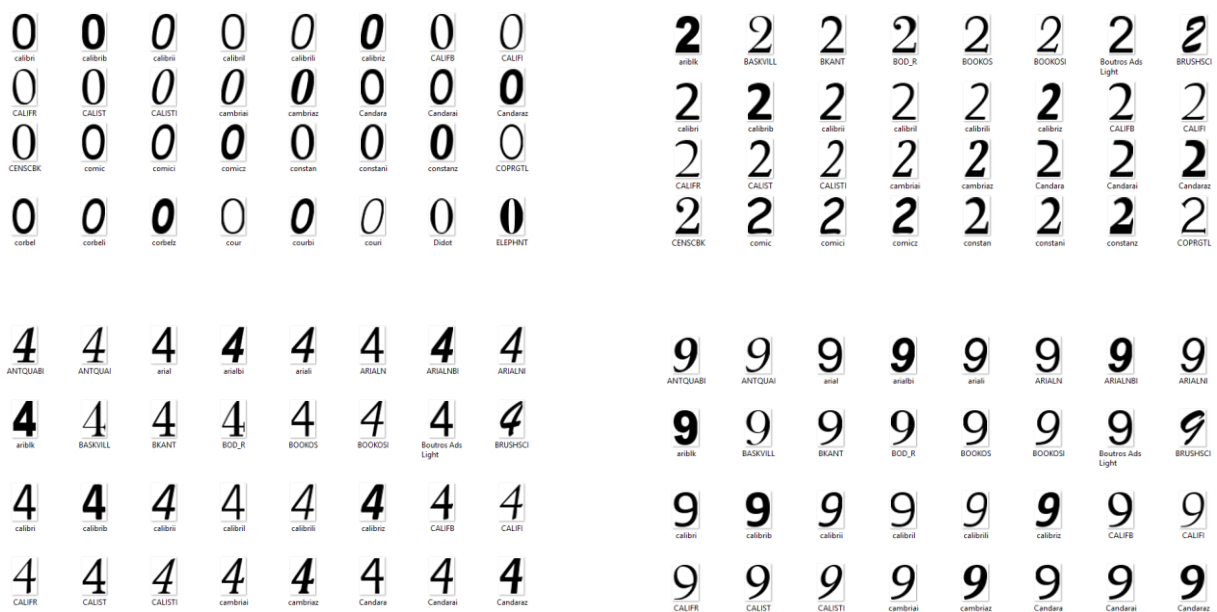 0 0 0 0 0 0 0 0
calibri calibrib calibrii calibril calibrili calibriz CALIFB CALIFI
0 0 0 0 0 0 0 0
CALIFR CALIST CALISTI cambriai cambriaz Candara Candarai Candaraz
0 0 0 0 0 0 0 0
CENSCBK comic comici comicz constan constani constanz COPRGTL
0 0 0 0 0 0 0 0
corbel corbeli corbelz cour courbi couri Didot ELEPHNT
2 2 2 2 2 2 2 2
ariblk BASKVILL BKANT BOD_R BOOKOS BOOKOSI Boutros Ads Light BRUSHSCI
2 2 2 2 2 2 2 2
calibri calibrib calibrii calibril calibrili calibriz CALIFB CALIFI
2 2 2 2 2 2 2 2
CALIFR CALIST CALISTI cambriai cambriaz Candara Candarai Candaraz
2 2 2 2 2 2 2 2
CENSCBK comic comici comicz constan constani constanz COPRGTL
4 4 4 4 4 4 4 4
ANTQUABI ANTQUAI arial arialbi ariali ARIALN ARIALNBI ARIALNI
4 4 4 4 4 4 4 4
ariblk BASKVILL BKANT BOD_R BOOKOS BOOKOSI Boutros Ads Light BRUSHSCI
4 4 4 4 4 4 4 4
calibri calibrib calibrii calibril calibrili calibriz CALIFB CALIFI
4 4 4 4 4 4 4 4
CALIFR CALIST CALISTI cambriai cambriaz Candara Candarai Candaraz
9 9 9 9 9 9 9 9
ANTQUABI ANTQUAI arial arialbi ariali ARIALN ARIALNBI ARIALNI
9 9 9 9 9 9 9 9
ariblk BASKVILL BKANT BOD_R BOOKOS BOOKOSI Boutros Ads Light BRUSHSCI
9 9 9 9 9 9 9 9
calibri calibrib calibrii calibril calibrili calibriz CALIFB CALIFI
9 9 9 9 9 9 9 9
CALIFR CALIST CALISTI cambriai cambriaz Candara Candarai Candaraz